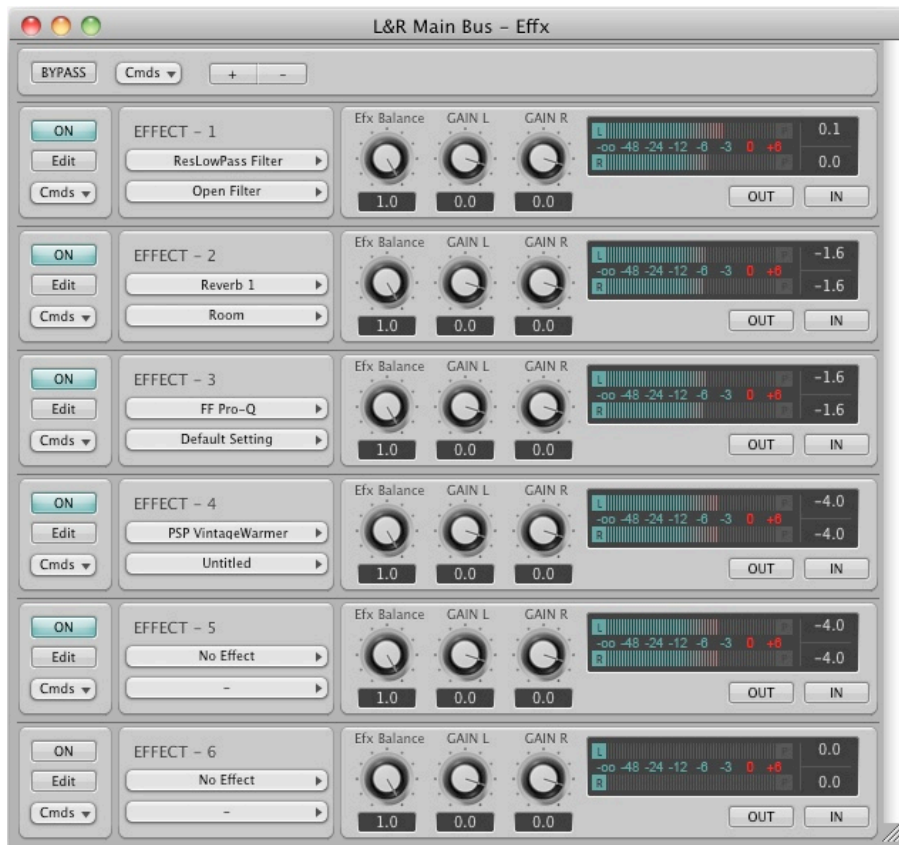 L&R Main Bus - Effx
BYPASS Cmds + -
Efx Balance GAIN L GAIN R
ON EFFECT - 1 L P 0.1
Edit ResLowPass Filter -oo -48 -24 -12 -6 -3 0 +6
R P 0.0
Cmds Open Filter 1.0 0.0 0.0 OUT IN
Efx Balance GAIN L GAIN R
ON EFFECT - 2 L P -1.6
Edit Reverb 1 -oo -48 -24 -12 -6 -3 0 +6
R P -1.6
Cmds Room 1.0 0.0 0.0 OUT IN
Efx Balance GAIN L GAIN R
ON EFFECT - 3 L P -1.6
Edit FF Pro-Q -oo -48 -24 -12 -6 -3 0 +6
R P -1.6
Cmds Default Setting 1.0 0.0 0.0 OUT IN
Efx Balance GAIN L GAIN R
ON EFFECT - 4 L P -4.0
Edit PSP VintageWarmer -oo -48 -24 -12 -6 -3 0 +6
R P -4.0
Cmds Untitled 1.0 0.0 0.0 OUT IN
Efx Balance GAIN L GAIN R
ON EFFECT - 5 L P -4.0
Edit No Effect -oo -48 -24 -12 -6 -3 0 +6
R P -4.0
Cmds - 1.0 0.0 0.0 OUT IN
Efx Balance GAIN L GAIN R
ON EFFECT - 6 L P 0.0
Edit No Effect -oo -48 -24 -12 -6 -3 0 +6
R P 0.0
Cmds - 1.0 0.0 0.0 OUT IN